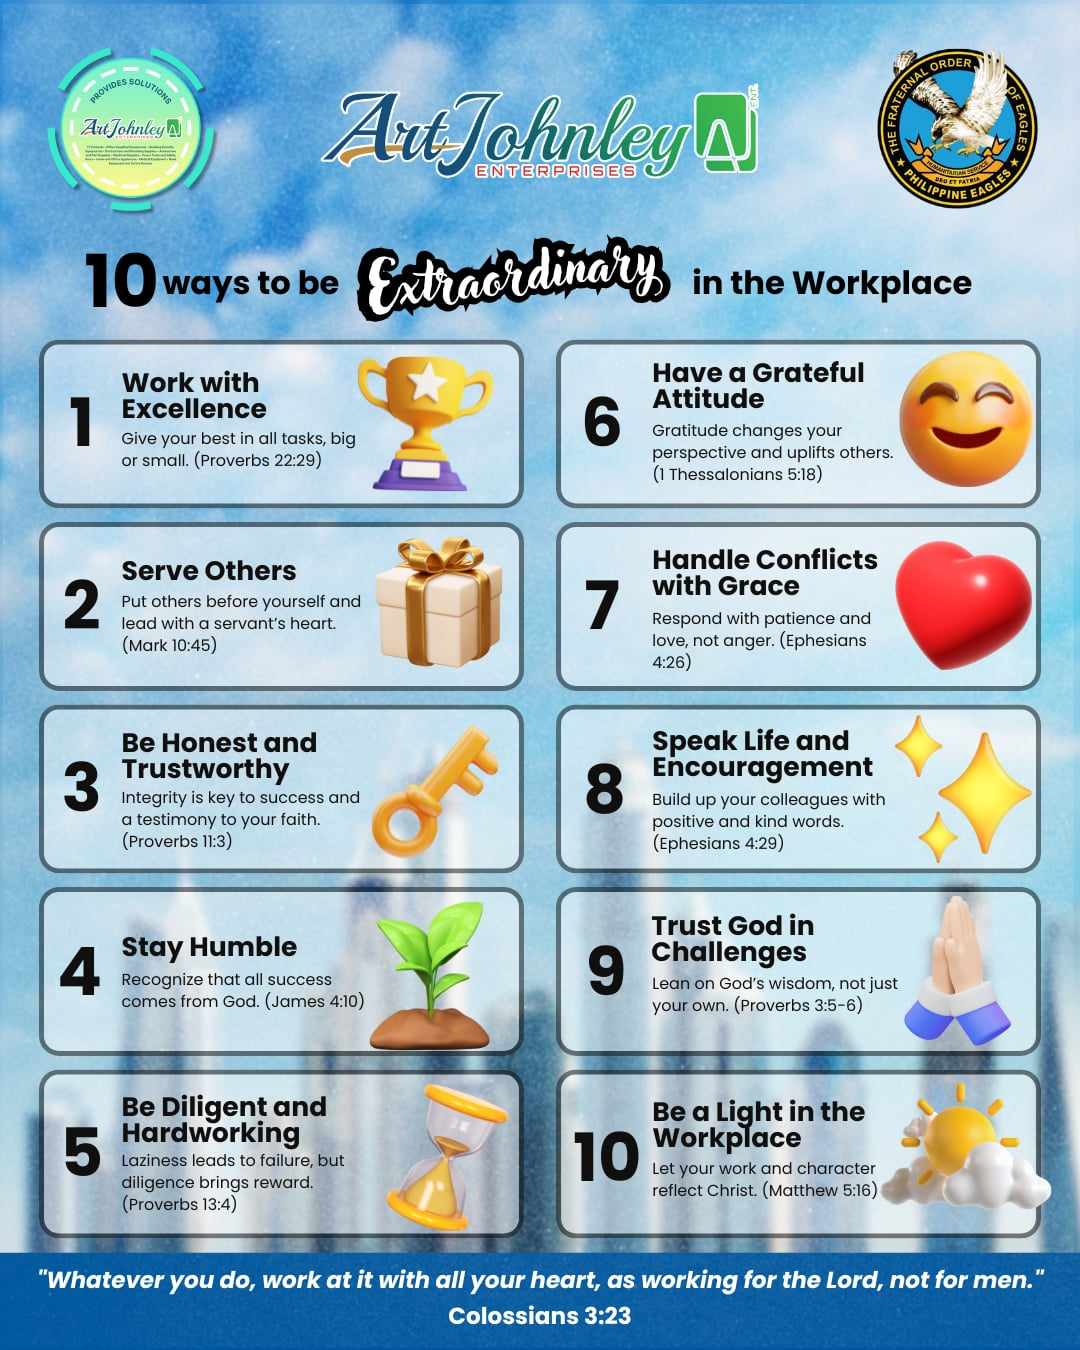 PROVIDES SOLUTIONS
ArtJohnley
ENTERPRISES
ArtJohnley
ENT.
ENTERPRISES
THE FRATERNAL ORDER OF EAGLES
HUMANITARIAN SERVICE
DEO ET PATRIA
PHILIPPINE EAGLES
10 ways to be Extraordinary in the Workplace
1
Work with
Excellence
Give your best in all tasks, big
or small. (Proverbs 22:29)
2
Serve Others
Put others before yourself and
lead with a servant's heart.
(Mark 10:45)
3
Be Honest and
Trustworthy
Integrity is key to success and
a testimony to your faith.
(Proverbs 11:3)
4
Stay Humble
Recognize that all success
comes from God. (James 4:10)
5
Be Diligent and
Hardworking
Laziness leads to failure, but
diligence brings reward.
(Proverbs 13:4)
6
Have a Grateful
Attitude
Gratitude changes your
perspective and uplifts others.
(1 Thessalonians 5:18)
7
Handle Conflicts
with Grace
Respond with patience and
love, not anger. (Ephesians
4:26)
8
Speak Life and
Encouragement
Build up your colleagues with
positive and kind words.
(Ephesians 4:29)
9
Trust God in
Challenges
Lean on God's wisdom, not just
your own. (Proverbs 3:5-6)
10
Be a Light in the
Workplace
Let your work and character
reflect Christ. (Matthew 5:16)
"Whatever you do, work at it with all your heart, as working for the Lord, not for men."
Colossians 3:23